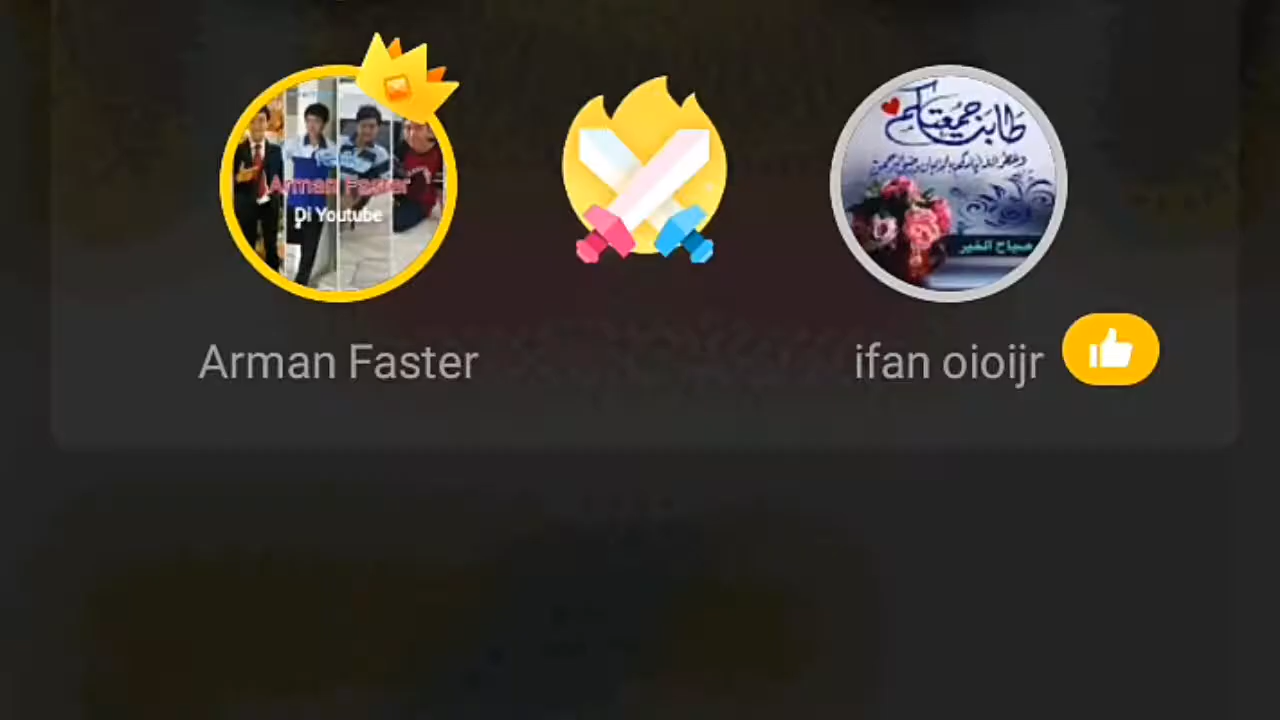 Arman Faster
Di Youtube
طابت جمعتكم
صباح الخير
Arman Faster
ifan oioijr